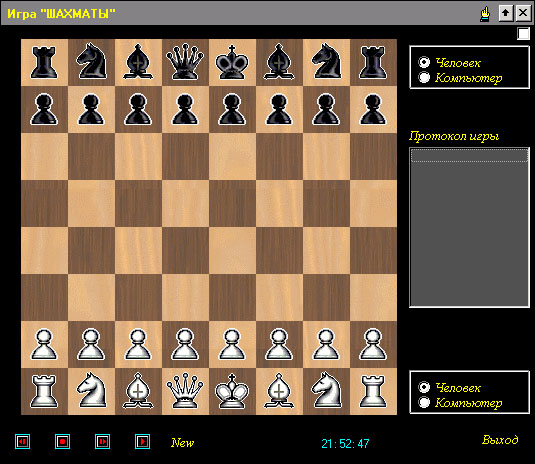 Игра "ШАХМАТЫ"
Человек
Компьютер
Протокол игры
Человек
Компьютер
New
21:52:47
Выход